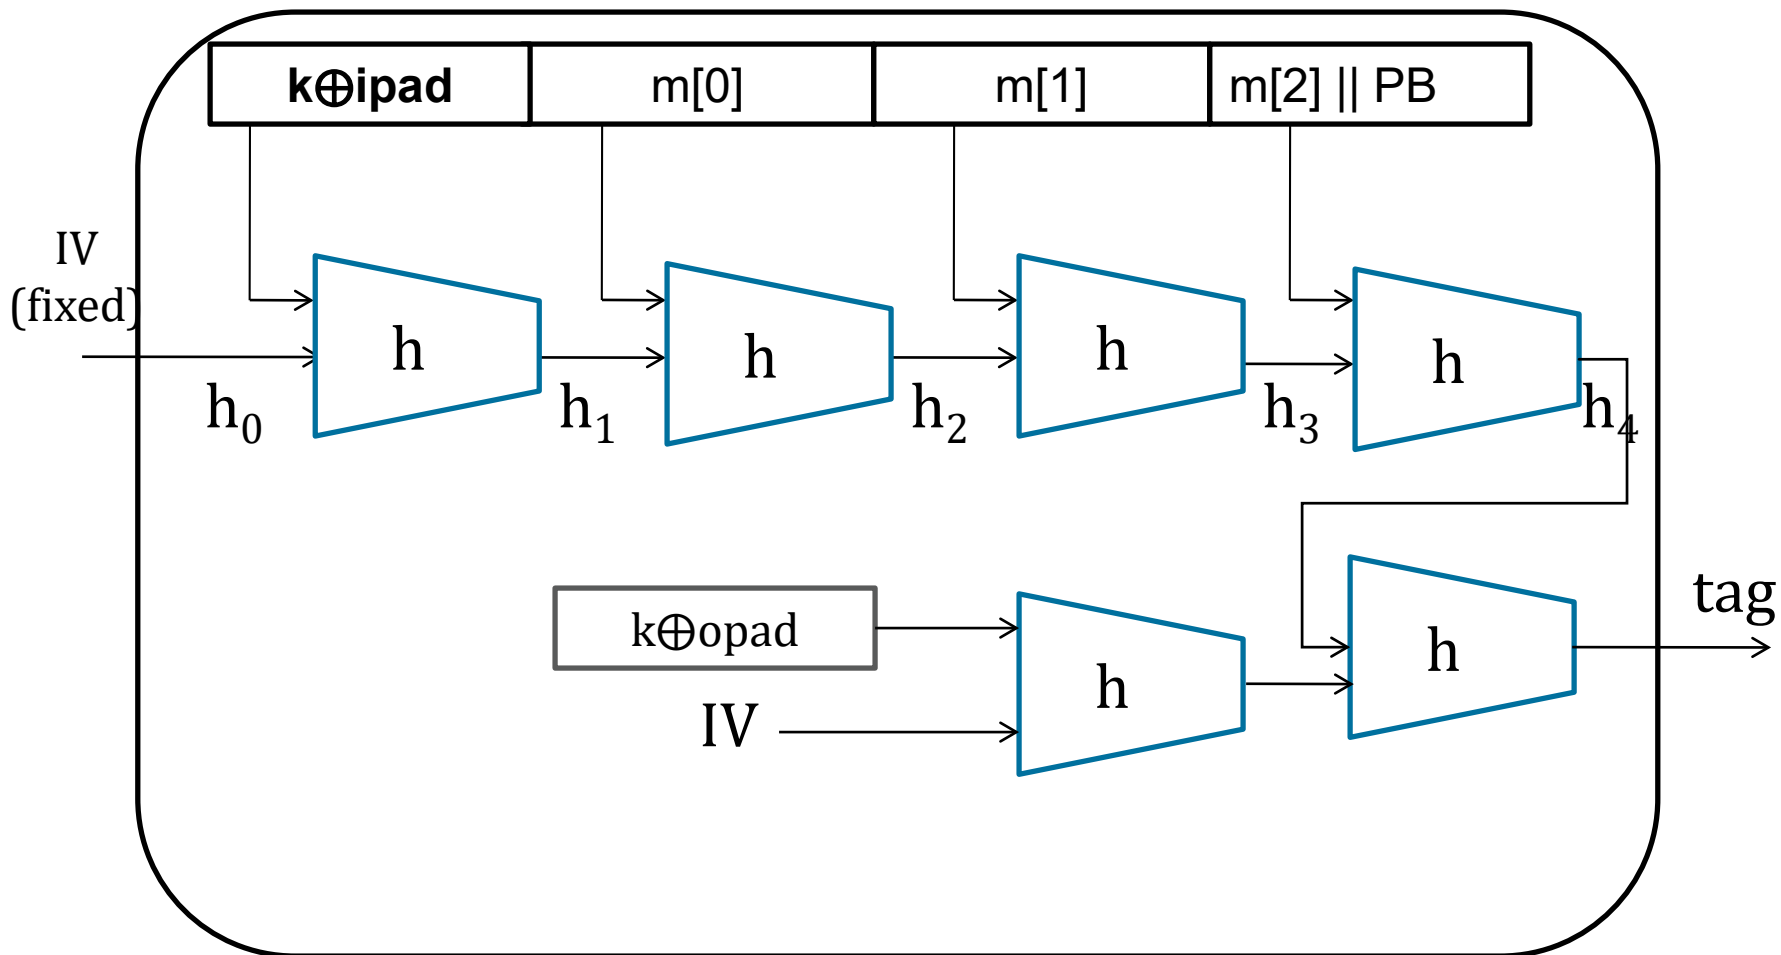 k⊕ipad m[0] m[1] m[2] || PB
IV
(fixed)
h h h h
h₀ h₁ h₂ h₃ h₄
k⊕opad
h h
tag
IV